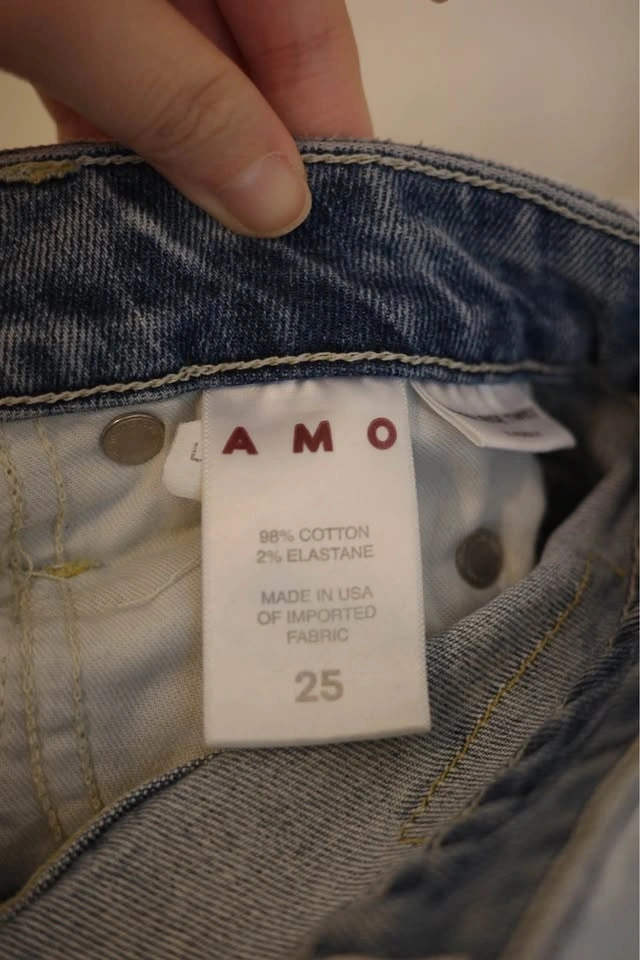 AMO
98% COTTON
2% ELASTANE
MADE IN USA
OF IMPORTED
FABRIC
25